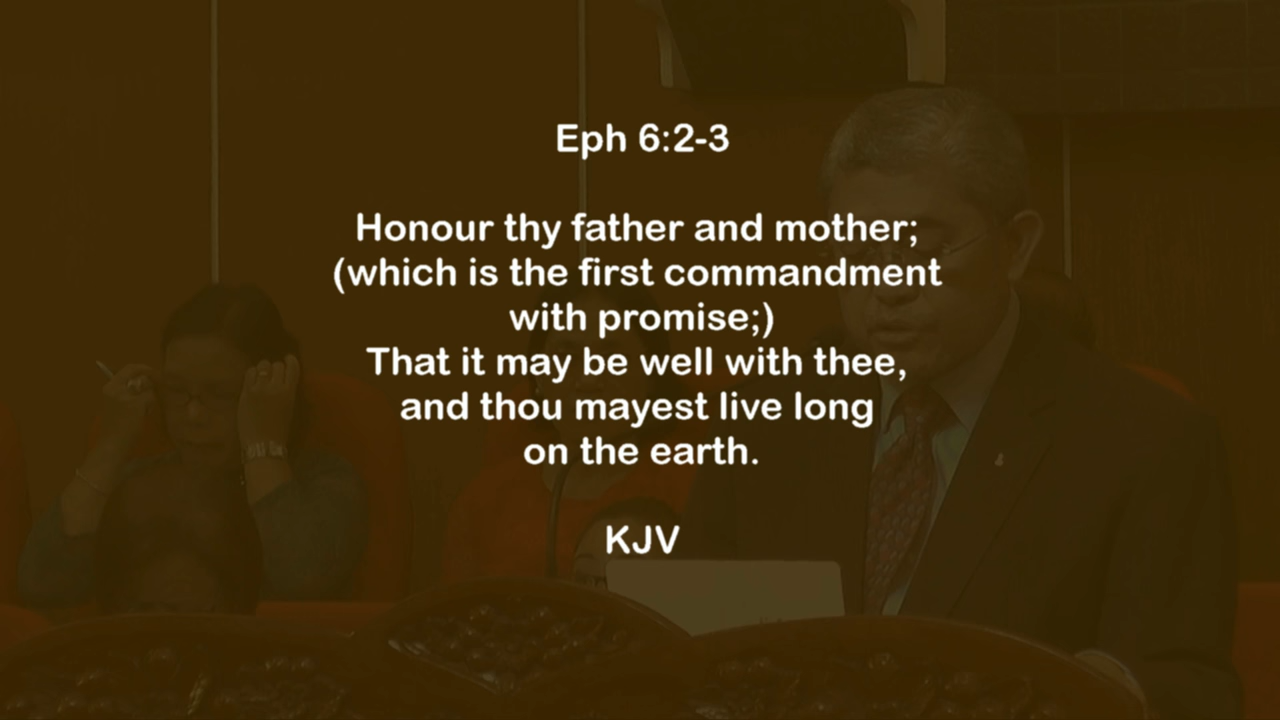 Eph 6:2-3
Honour thy father and mother;
(which is the first commandment
with promise;)
That it may be well with thee,
and thou mayest live long
on the earth.
KJV